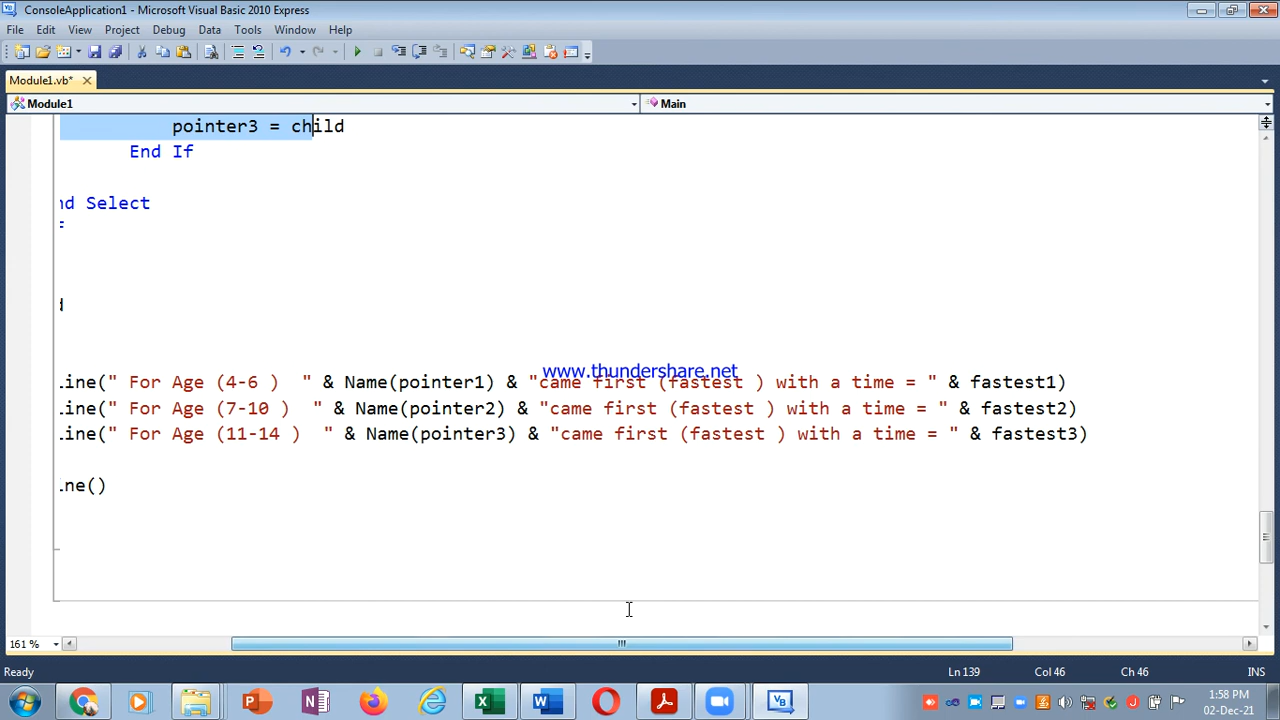 ConsoleApplication1 - Microsoft Visual Basic 2010 Express
File Edit View Project Debug Data Tools Window Help
Module1.vb*
Module1 Main
pointer3 = child
End If
nd Select
d
www.thundershare.net
Line(" For Age (4-6 ) " & Name(pointer1) & "came first (fastest ) with a time = " & fastest1)
Line(" For Age (7-10 ) " & Name(pointer2) & "came first (fastest ) with a time = " & fastest2)
Line(" For Age (11-14 ) " & Name(pointer3) & "came first (fastest ) with a time = " & fastest3)
ine()
161 %
Ready Ln 139 Col 46 Ch 46 INS
1:58 PM
02-Dec-21